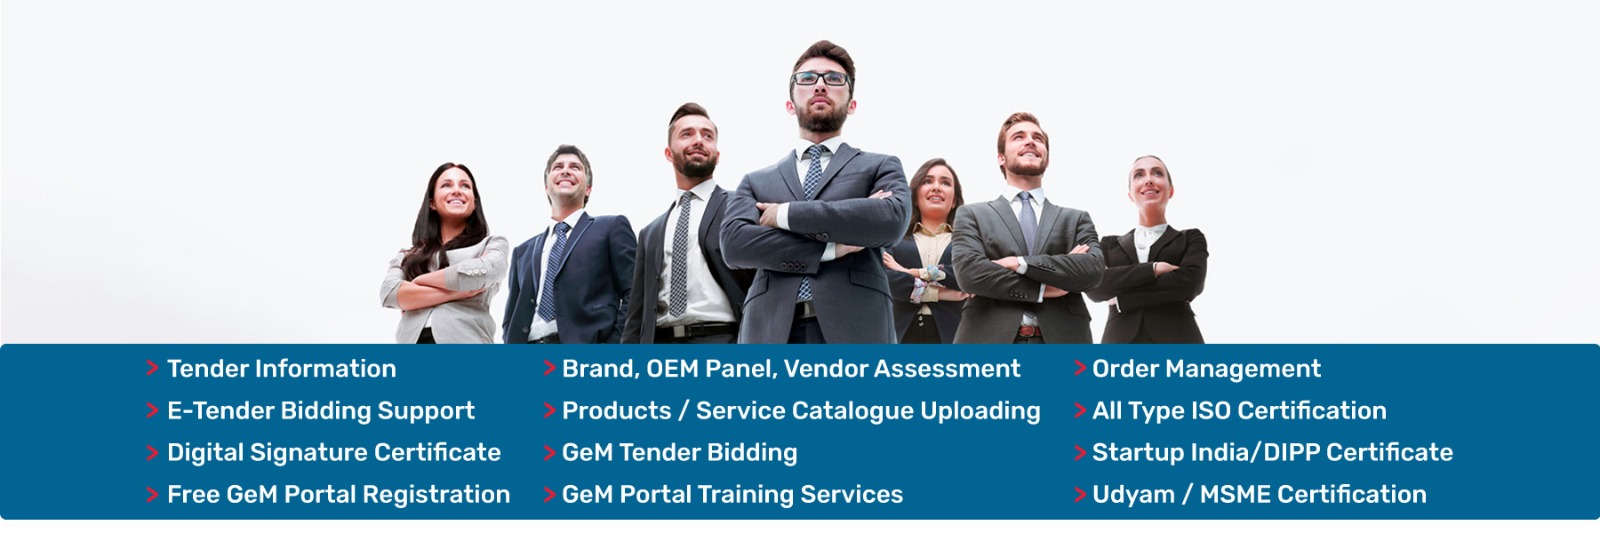 Tender Information
E-Tender Bidding Support
Digital Signature Certificate
Free GeM Portal Registration
Brand, OEM Panel, Vendor Assessment
Products / Service Catalogue Uploading
GeM Tender Bidding
GeM Portal Training Services
Order Management
All Type ISO Certification
Startup India/DIPP Certificate
Udyam / MSME Certification